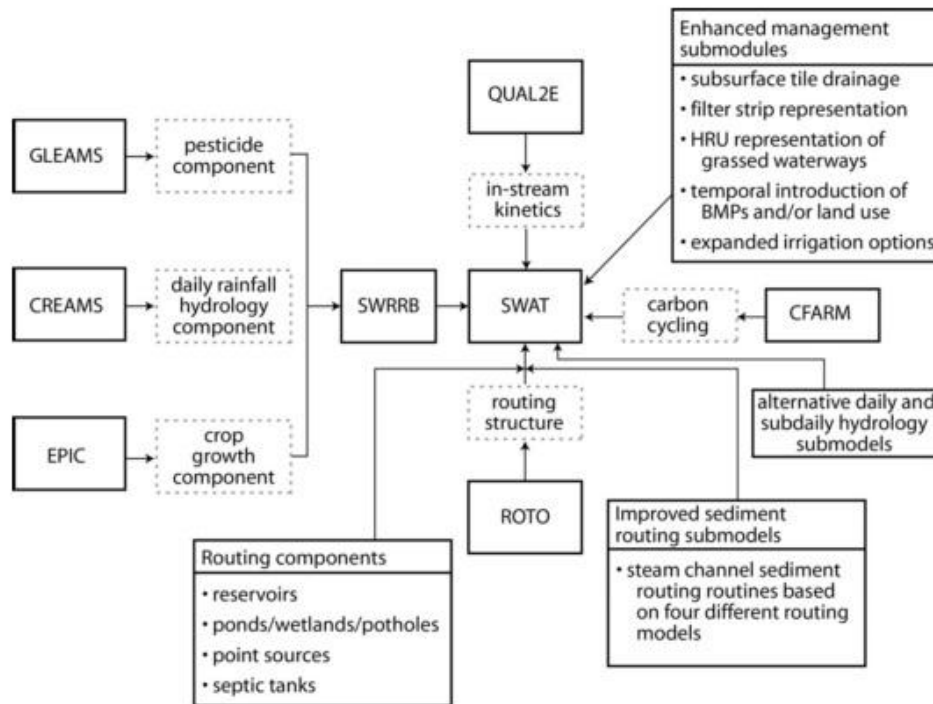 Enhanced management
submodules
• subsurface tile drainage
• filter strip representation
• HRU representation of
grassed waterways
• temporal introduction of
BMPs and/or land use
• expanded irrigation options
QUAL2E
in-stream
kinetics
GLEAMS
pesticide
component
CREAMS
daily rainfall
hydrology
component
SWRRB
SWAT
carbon
cycling
CFARM
EPIC
crop
growth
component
routing
structure
ROTO
alternative daily and
subdaily hydrology
submodels
Routing components
• reservoirs
• ponds/wetlands/potholes
• point sources
• septic tanks
Improved sediment
routing submodels
• steam channel sediment
routing routines based
on four different routing
models